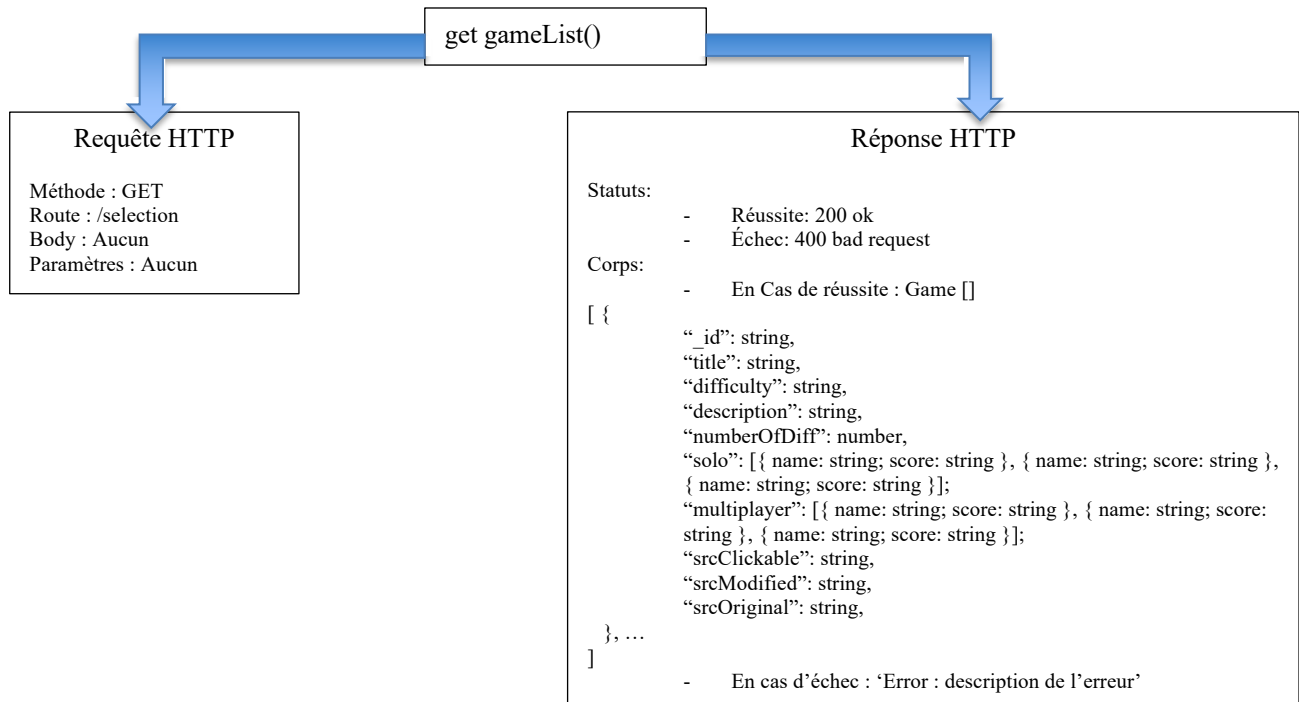 get gameList()
Requête HTTP
Méthode : GET
Route : /selection
Body : Aucun
Paramètres : Aucun
Réponse HTTP
Statuts:
- Réussite: 200 ok
- Échec: 400 bad request
Corps:
- En Cas de réussite : Game []
[ {
“_id”: string,
“title”: string,
“difficulty”: string,
“description”: string,
“numberOfDiff”: number,
“solo”: [{ name: string; score: string }, { name: string; score: string },
{ name: string; score: string }];
“multiplayer”: [{ name: string; score: string }, { name: string; score:
string }, { name: string; score: string }];
“srcClickable”: string,
“srcModified”: string,
“srcOriginal”: string,
}, …
]
- En cas d’échec : ‘Error : description de l’erreur’